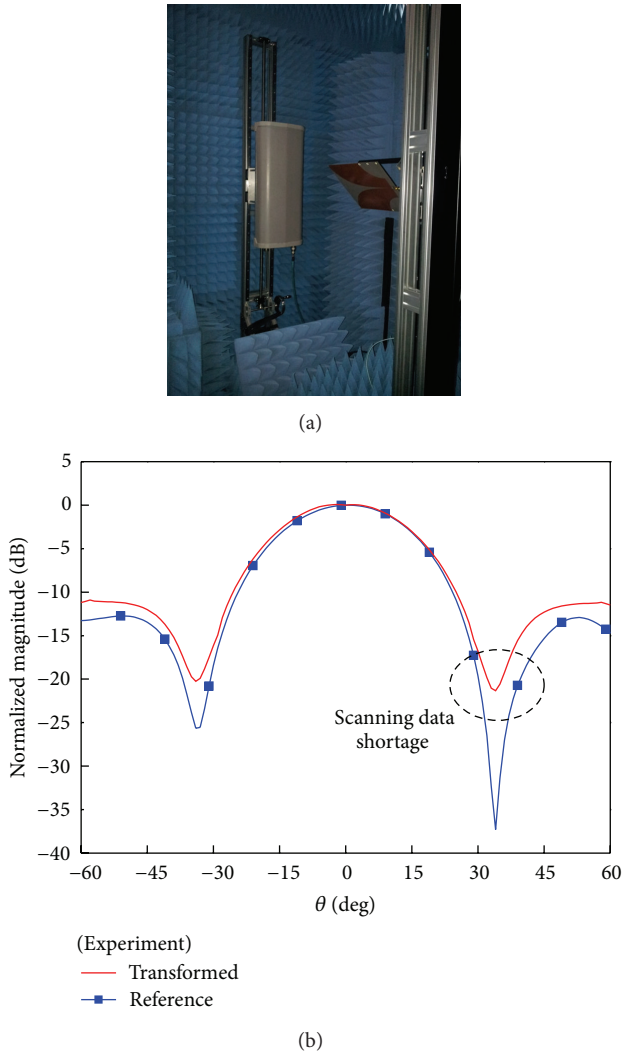 (a)
5
0
−5
−10
−15
−20
−25
−30
−35
−40
Normalized magnitude (dB)
Scanning data
shortage
−60 −45 −30 −15 0 15 30 45 60
θ (deg)
(Experiment)
Transformed
Reference
(b)